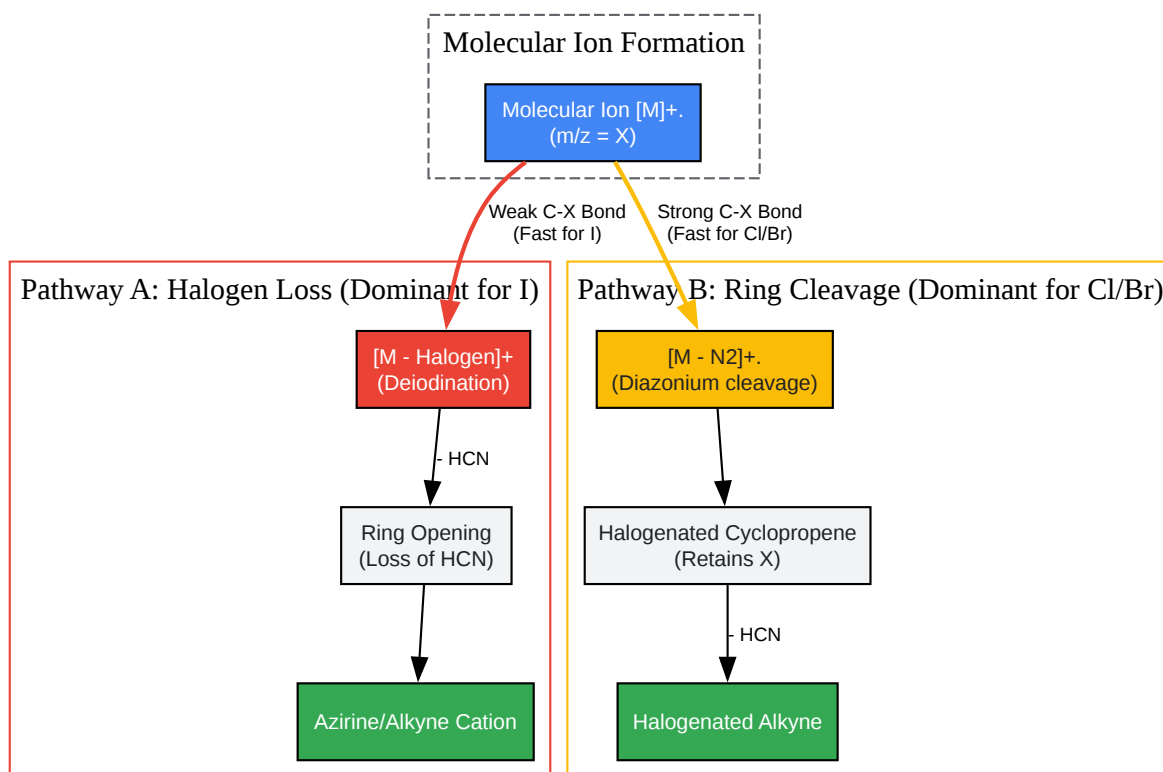 Molecular Ion Formation
Molecular Ion [M]+.
(m/z = X)
Weak C-X Bond
(Fast for I)
Strong C-X Bond
(Fast for Cl/Br)
Pathway A: Halogen Loss (Dominant for I)
[M - Halogen]+
(Deiodination)
- HCN
Ring Opening
(Loss of HCN)
Azirine/Alkyne Cation
Pathway B: Ring Cleavage (Dominant for Cl/Br)
[M - N2]+.
(Diazonium cleavage)
Halogenated Cyclopropene
(Retains X)
- HCN
Halogenated Alkyne